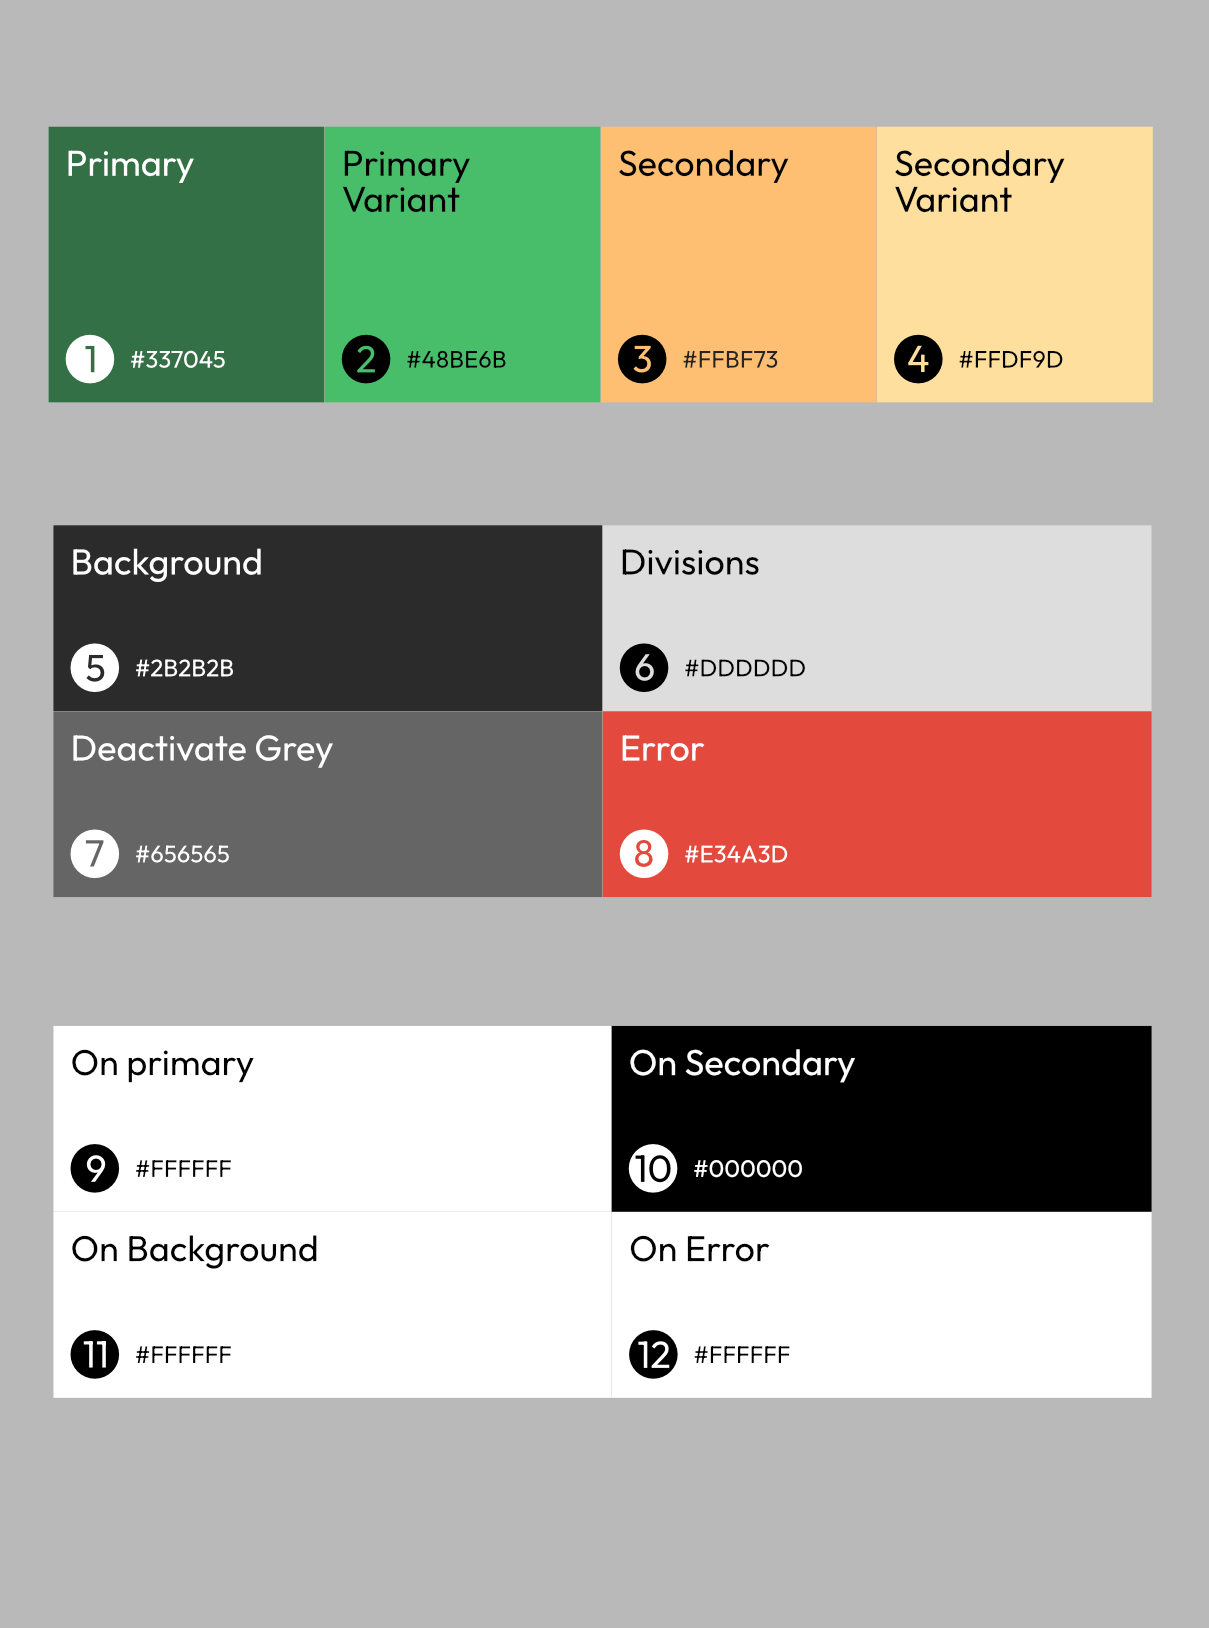 Primary
1 #337045
Primary
Variant
2 #48BE6B
Secondary
3 #FFBF73
Secondary
Variant
4 #FFDF9D
Background
5 #2B2B2B
Divisions
6 #DDDDDD
Deactivate Grey
7 #656565
Error
8 #E34A3D
On primary
9 #FFFFFF
On Secondary
10 #000000
On Background
11 #FFFFFF
On Error
12 #FFFFFF